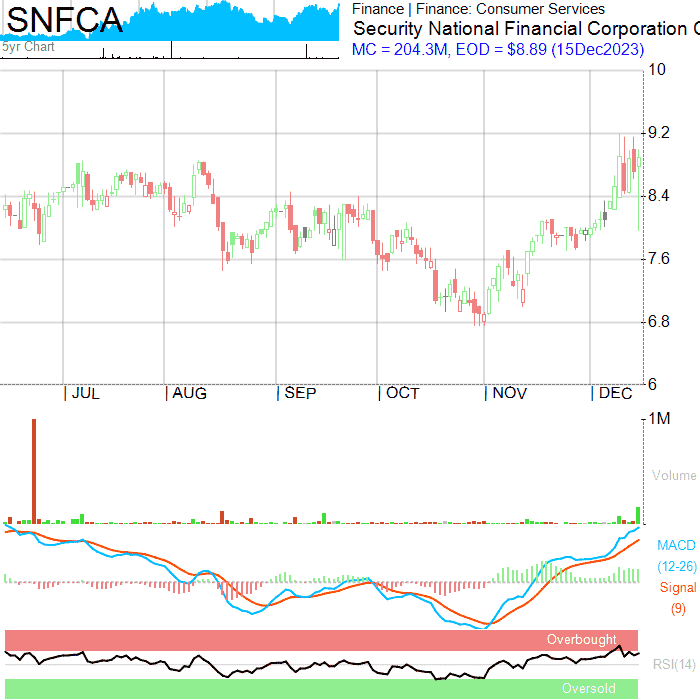 SNFCA
5yr Chart
Finance | Finance: Consumer Services
Security National Financial Corporation C
MC = 204.3M, EOD = $8.89 (15Dec2023)
10
9.2
8.4
7.6
6.8
6
| JUL | AUG | SEP | OCT | NOV | DEC
1M
Volume
MACD
(12-26)
Signal
(9)
Overbought
RSI(14)
Oversold